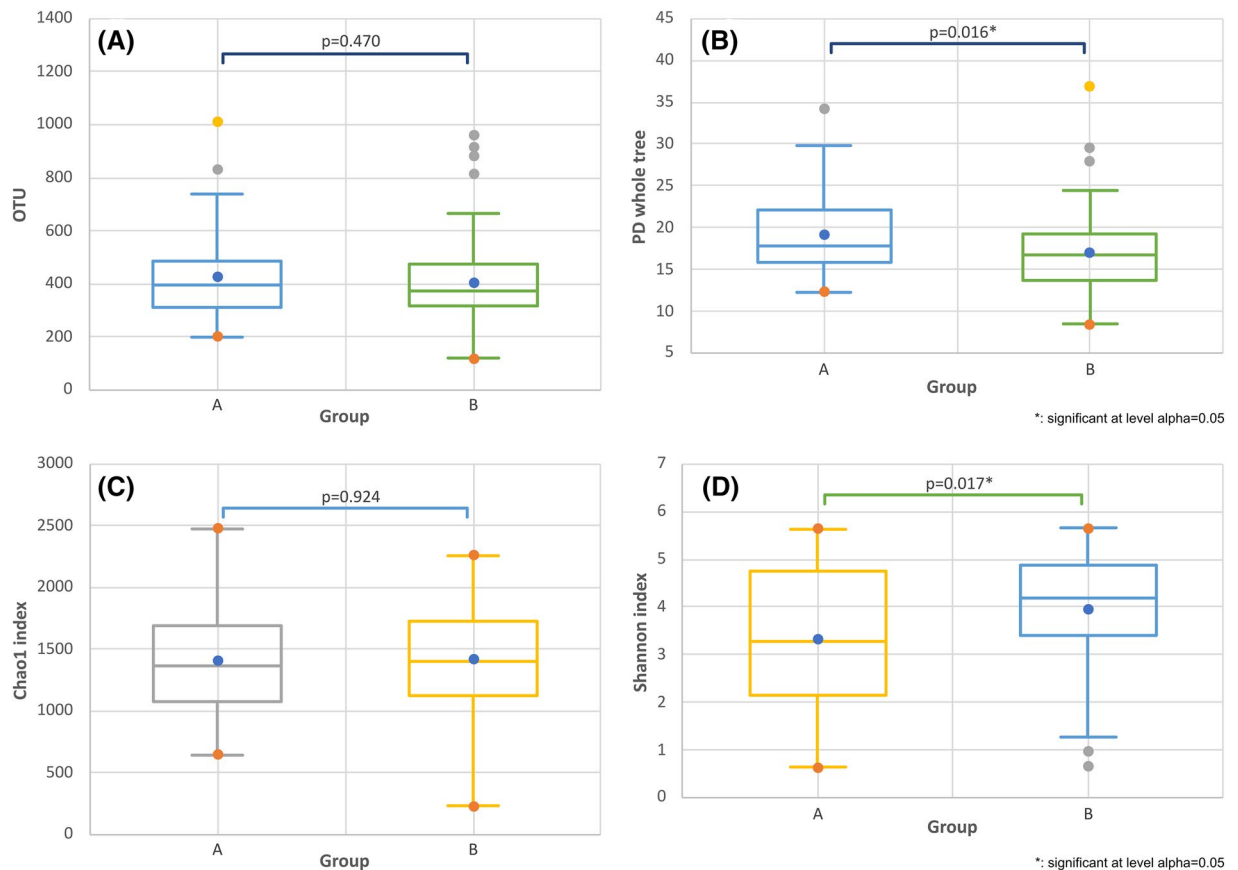 (A)
p=0.470
1400
1200
1000
800
600
400
200
0
OTU
A
B
Group
(B)
p=0.016*
45
40
35
30
25
20
15
10
5
PD whole tree
A
B
Group
*: significant at level alpha=0.05
(C)
p=0.924
3000
2500
2000
1500
1000
500
0
Chao1 index
A
B
Group
(D)
p=0.017*
7
6
5
4
3
2
1
0
Shannon index
A
B
Group
*: significant at level alpha=0.05